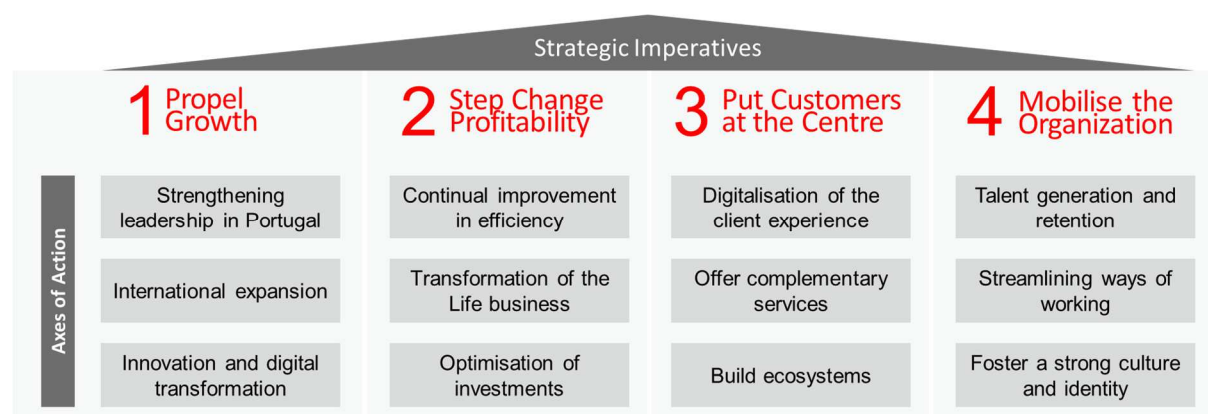 Strategic Imperatives
1 Propel
Growth
2 Step Change
Profitability
3 Put Customers
at the Centre
4 Mobilise the
Organization
Axes of Action
Strengthening
leadership in Portugal
Continual improvement
in efficiency
Digitalisation of the
client experience
Talent generation and
retention
International expansion
Transformation of the
Life business
Offer complementary
services
Streamlining ways of
working
Innovation and digital
transformation
Optimisation of
investments
Build ecosystems
Foster a strong culture
and identity